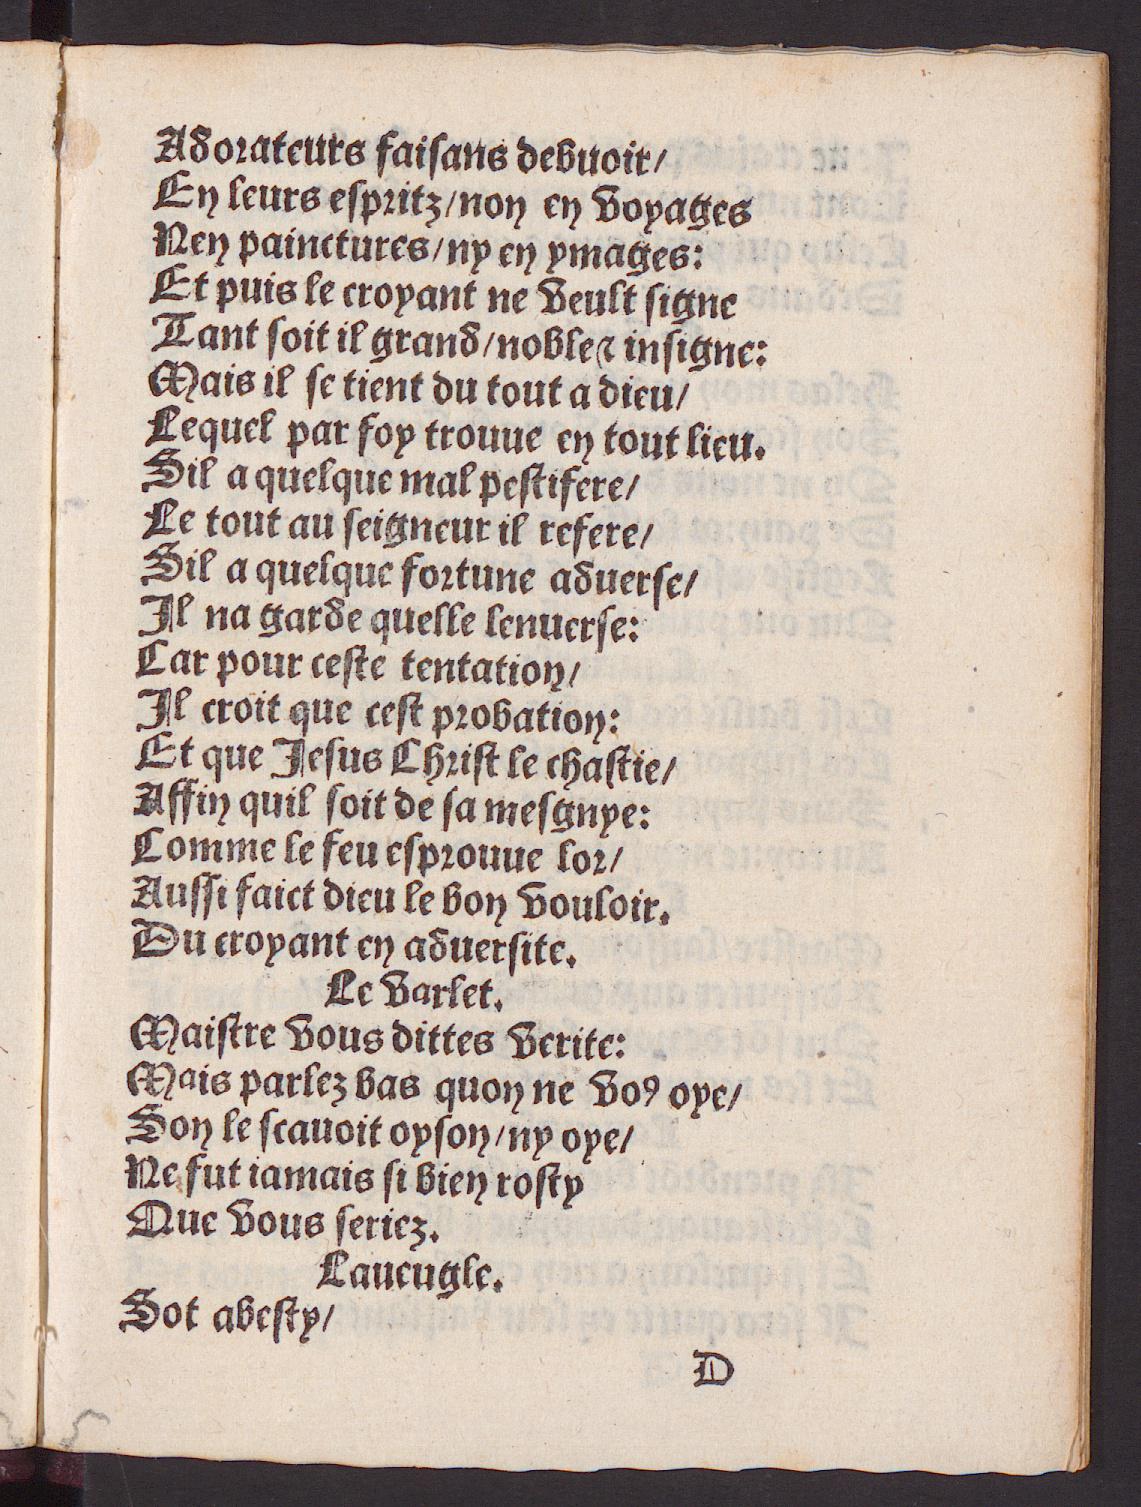 Adorateurs faisans debuoir/
En leurs espritz/non en voyages
Nen painctures/ny en ymages:
Et puis le croyant ne veult signe
Tant soit il grand/noble⁊ insigne:
Mais il se tient du tout a dieu/
Lequel par foy trouue en tout lieu.
Sil a quelque mal pestifere/
Le tout au seigneur il refere/
Sil a quelque fortune aduerse/
Il na garde quelle lenuerse:
Car pour ceste tentation/
Il croit que cest probation:
Et que Jesus Christ le chastie/
Affin quil soit de sa mesgnye:
Comme le feu esprouue lor/
Aussi faict dieu le bon vouloir.
Du croyant en aduersite.
Le varlet.
Maistre vous dittes verite:
Mais parlez bas quon ne voꝰ oye/
Son le scauoit oyson/ny oye/
Ne fut iamais si bien rosty
Que vous seriez.
Laueugle.
Sot abesty/
D